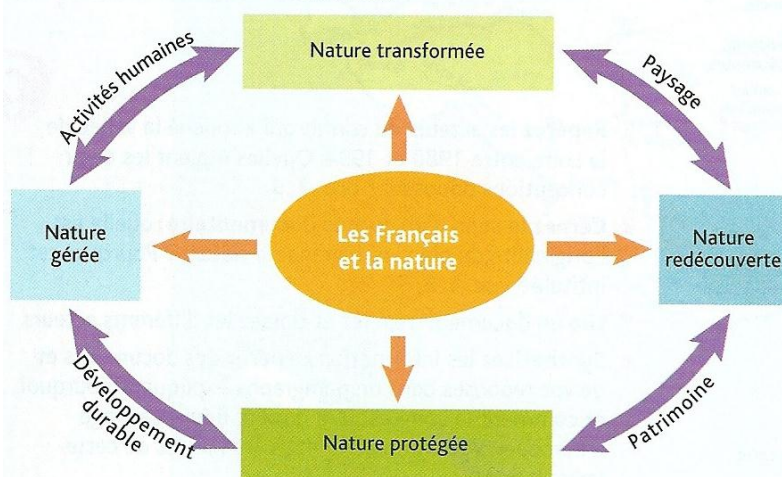 Nature transformée
Activités humaines
Paysage
Nature
gérée
Les Français
et la nature
Nature
redécouverte
Développement
durable
Patrimoine
Nature protégée